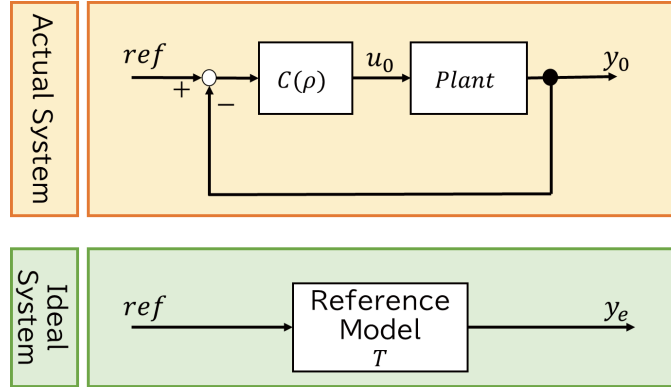 Actual System
ref
+
−
C(ρ)
u₀
Plant
y₀
Ideal
System
ref
Reference
Model
T
yₑ